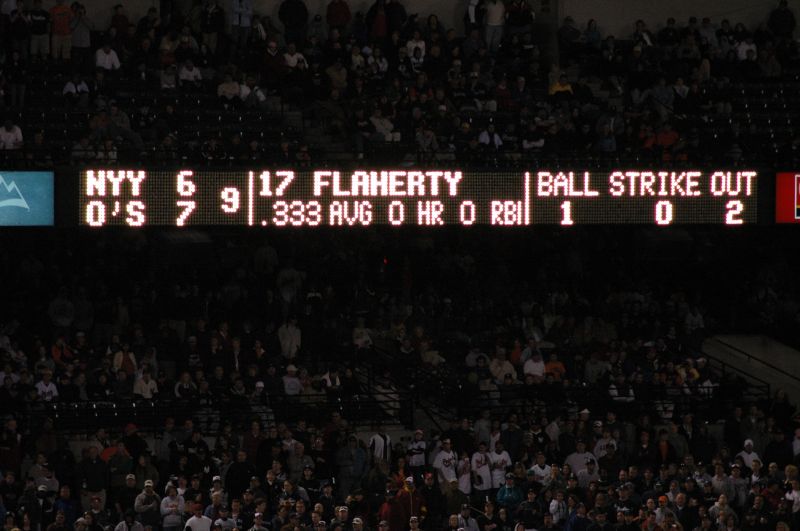 NYY 6 9 17 FLAHERTY BALL STRIKE OUT
O'S 7 .333 AVG 0 HR 0 RBI 1 0 2